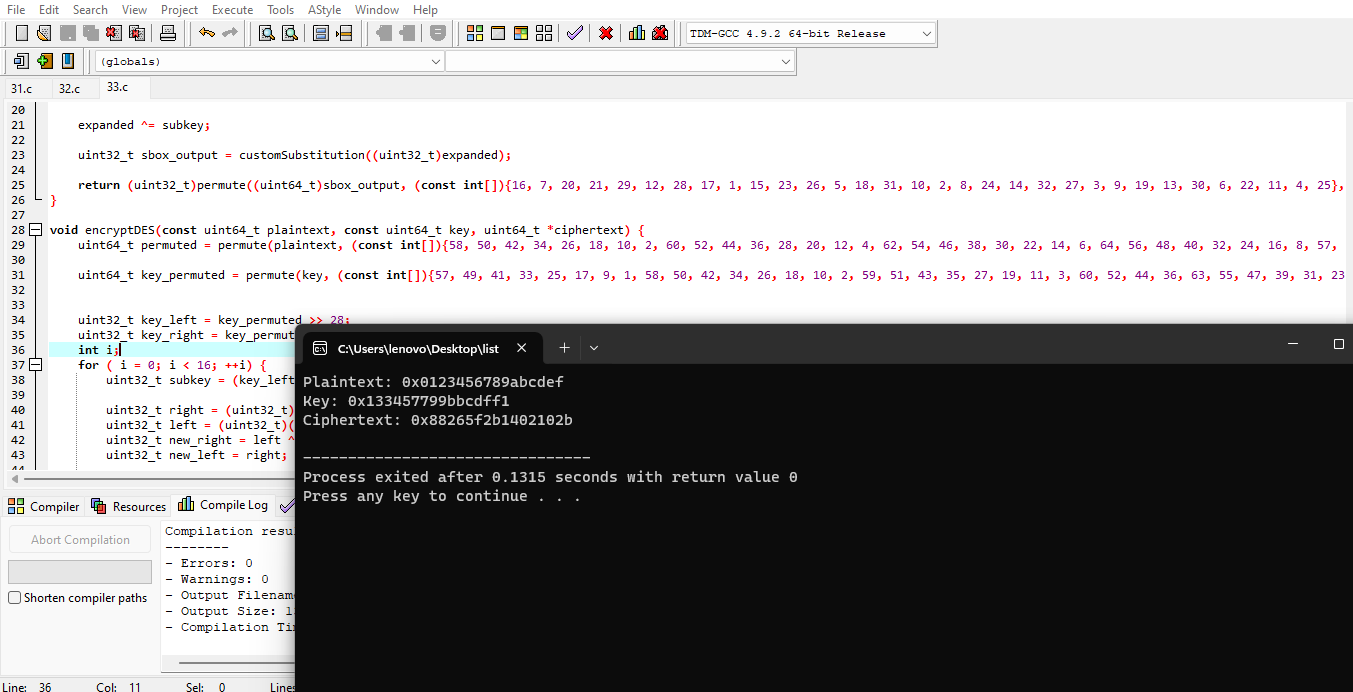 File Edit Search View Project Execute Tools AStyle Window Help
TDM-GCC 4.9.2 64-bit Release
(globals)
31.c 32.c 33.c
20
21 expanded ^= subkey;
22
23 uint32_t sbox_output = customSubstitution((uint32_t)expanded);
24
25 return (uint32_t)permute((uint64_t)sbox_output, (const int[]){16, 7, 20, 21, 29, 12, 28, 17, 1, 15, 23, 26, 5, 18, 31, 10, 2, 8, 24, 14, 32, 27, 3, 9, 19, 13, 30, 6, 22, 11, 4, 25},
26 }
27
28 void encryptDES(const uint64_t plaintext, const uint64_t key, uint64_t *ciphertext) {
29 uint64_t permuted = permute(plaintext, (const int[]){58, 50, 42, 34, 26, 18, 10, 2, 60, 52, 44, 36, 28, 20, 12, 4, 62, 54, 46, 38, 30, 22, 14, 6, 64, 56, 48, 40, 32, 24, 16, 8, 57,
30
31 uint64_t key_permuted = permute(key, (const int[]){57, 49, 41, 33, 25, 17, 9, 1, 58, 50, 42, 34, 26, 18, 10, 2, 59, 51, 43, 35, 27, 19, 11, 3, 60, 52, 44, 36, 63, 55, 47, 39, 31, 23
32
33
34 uint32_t key_left = key_permuted >> 28;
35 uint32_t key_right = key_permut
36 int i;
37 for ( i = 0; i < 16; ++i) {
38 uint32_t subkey = (key_left
39
40 uint32_t right = (uint32_t)
41 uint32_t left = (uint32_t)(
42 uint32_t new_right = left ^
43 uint32_t new_left = right;
44
C:\Users\lenovo\Desktop\list
Plaintext: 0x0123456789abcdef
Key: 0x133457799bbcdff1
Ciphertext: 0x88265f2b1402102b
--------------------------------
Process exited after 0.1315 seconds with return value 0
Press any key to continue . . .
Compiler Resources Compile Log
Abort Compilation
Shorten compiler paths
Compilation resu
--------
- Errors: 0
- Warnings: 0
- Output Filenam
- Output Size: 1
- Compilation Ti
Line: 36 Col: 11 Sel: 0 Lines